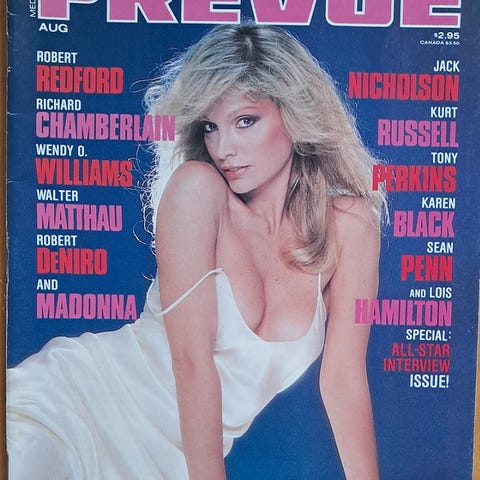 PREVUE
MED
AUG
$2.95
CANADA $3.50
ROBERT
REDFORD
RICHARD
CHAMBERLAIN
WENDY O.
WILLIAMS
WALTER
MATTHAU
ROBERT
DeNIRO
AND
MADONNA
JACK
NICHOLSON
KURT
RUSSELL
TONY
PERKINS
KAREN
BLACK
SEAN
PENN
AND LOIS
HAMILTON
SPECIAL:
ALL-STAR
INTERVIEW
ISSUE!